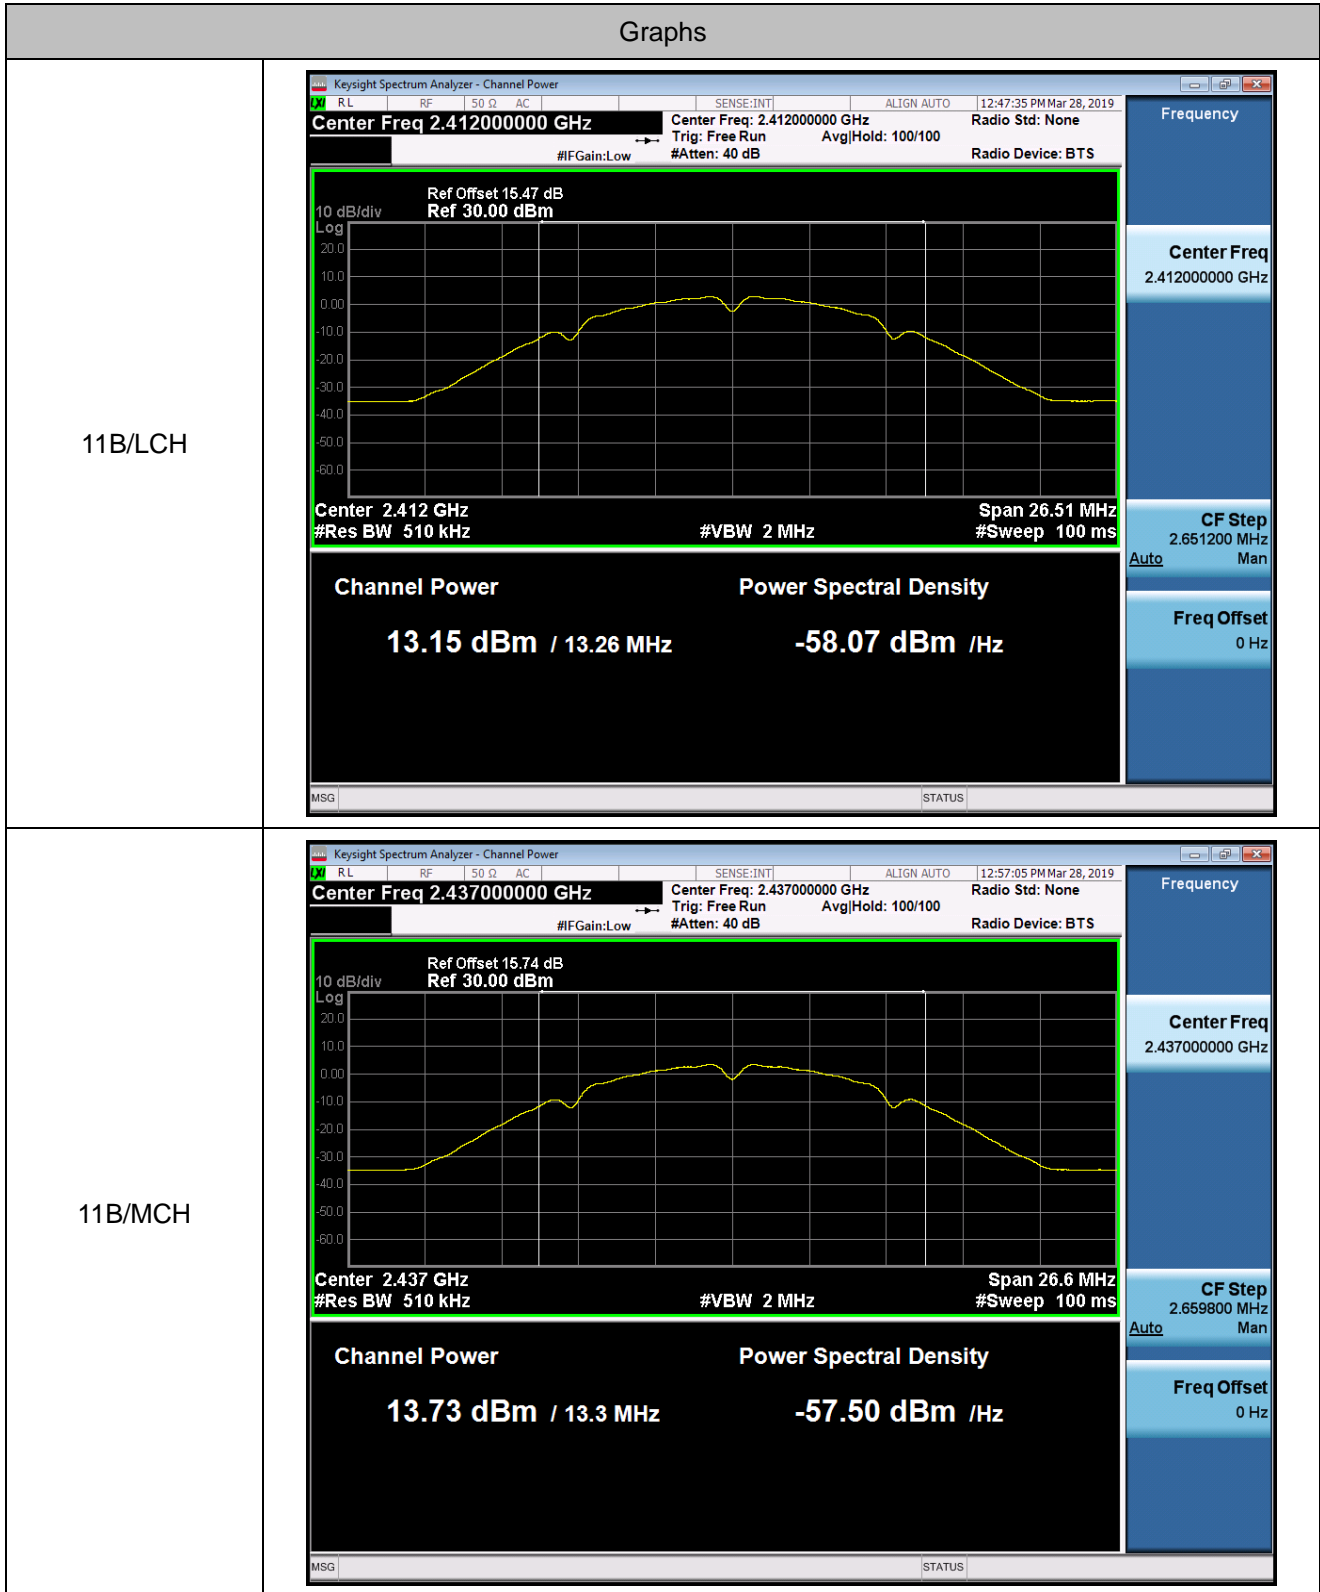 Graphs
11B/LCH
Keysight Spectrum Analyzer - Channel Power
LXI RL RF 50 Ω AC SENSE:INT ALIGN AUTO 12:47:35 PM Mar 28, 2019
Center Freq 2.412000000 GHz
Center Freq: 2.412000000 GHz Radio Std: None
Trig: Free Run Avg|Hold: 100/100
#IFGain:Low #Atten: 40 dB Radio Device: BTS
Ref Offset 15.47 dB
10 dB/div Ref 30.00 dBm
Log
20.0
10.0
0.00
-10.0
-20.0
-30.0
-40.0
-50.0
-60.0
Center 2.412 GHz Span 26.51 MHz
#Res BW 510 kHz #VBW 2 MHz #Sweep 100 ms
Channel Power Power Spectral Density
13.15 dBm / 13.26 MHz -58.07 dBm /Hz
MSG STATUS
Frequency
Center Freq
2.412000000 GHz
CF Step
2.651200 MHz
Auto Man
Freq Offset
0 Hz
11B/MCH
Keysight Spectrum Analyzer - Channel Power
LXI RL RF 50 Ω AC SENSE:INT ALIGN AUTO 12:57:05 PM Mar 28, 2019
Center Freq 2.437000000 GHz
Center Freq: 2.437000000 GHz Radio Std: None
Trig: Free Run Avg|Hold: 100/100
#IFGain:Low #Atten: 40 dB Radio Device: BTS
Ref Offset 15.74 dB
10 dB/div Ref 30.00 dBm
Log
20.0
10.0
0.00
-10.0
-20.0
-30.0
-40.0
-50.0
-60.0
Center 2.437 GHz Span 26.6 MHz
#Res BW 510 kHz #VBW 2 MHz #Sweep 100 ms
Channel Power Power Spectral Density
13.73 dBm / 13.3 MHz -57.50 dBm /Hz
MSG STATUS
Frequency
Center Freq
2.437000000 GHz
CF Step
2.659800 MHz
Auto Man
Freq Offset
0 Hz